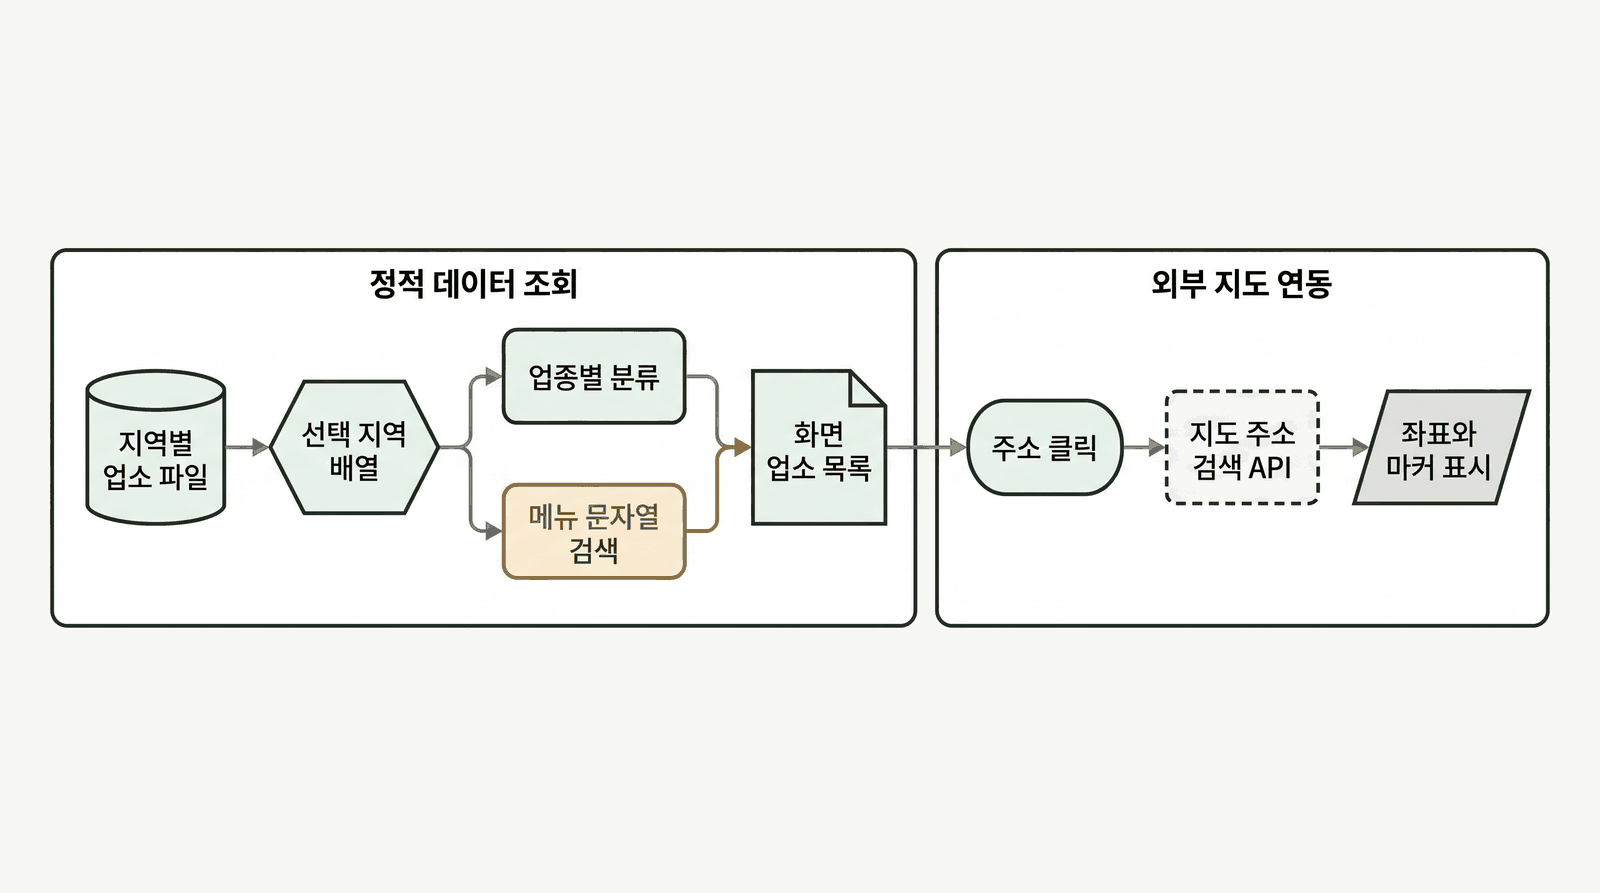 정적 데이터 조회
지역별
업소 파일
선택 지역
배열
업종별 분류
메뉴 문자열
검색
화면
업소 목록
외부 지도 연동
주소 클릭
지도 주소
검색 API
좌표와
마커 표시